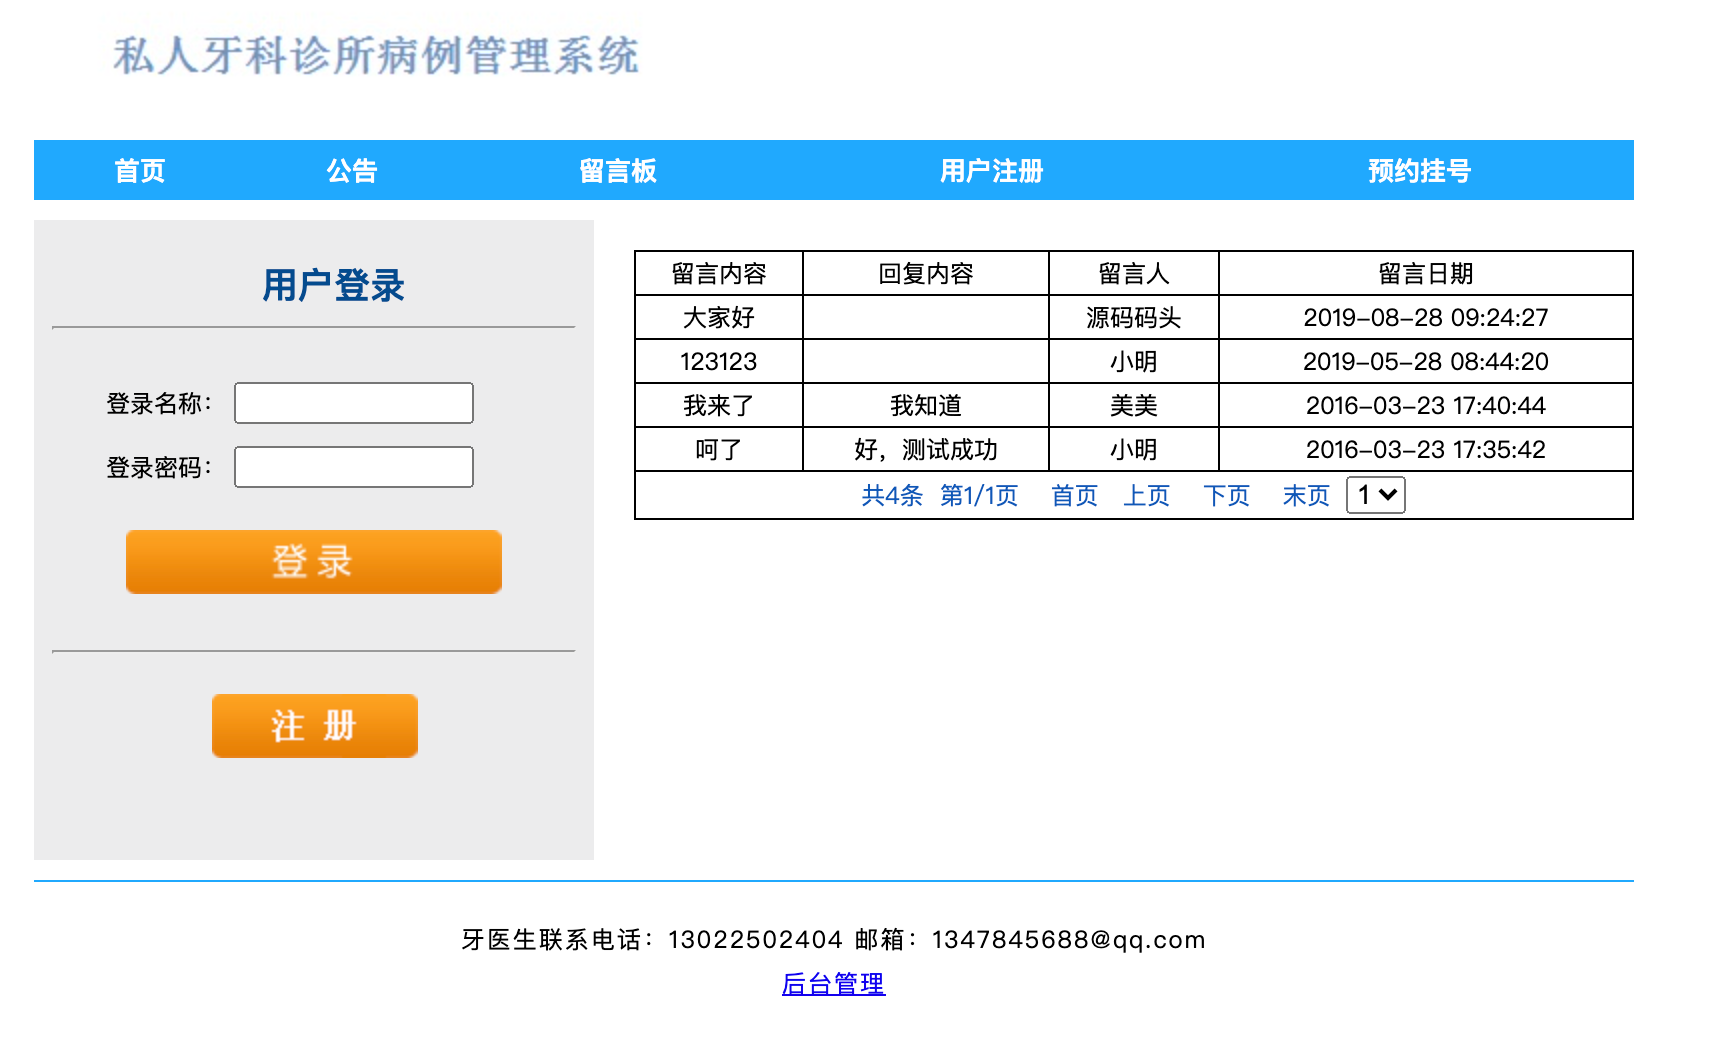 私人牙科诊所病例管理系统
首页 公告 留言板 用户注册 预约挂号
用户登录
登录名称：
登录密码：
登 录
注 册
留言内容 回复内容 留言人 留言日期
大家好 源码码头 2019-08-28 09:24:27
123123 小明 2019-05-28 08:44:20
我来了 我知道 美美 2016-03-23 17:40:44
呵了 好，测试成功 小明 2016-03-23 17:35:42
共4条 第1/1页 首页 上页 下页 末页 1
牙医生联系电话：13022502404 邮箱：1347845688@qq.com
后台管理